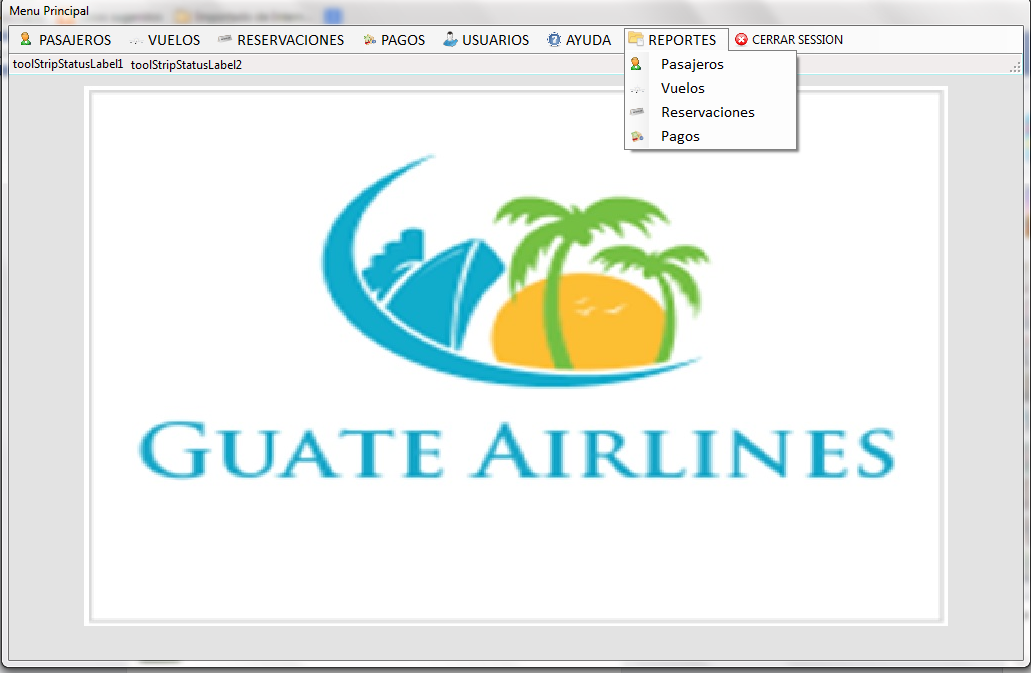 Menu Principal
PASAJEROS VUELOS RESERVACIONES PAGOS USUARIOS AYUDA REPORTES CERRAR SESSION
toolStripStatusLabel1 toolStripStatusLabel2
Pasajeros
Vuelos
Reservaciones
Pagos
GUATE AIRLINES